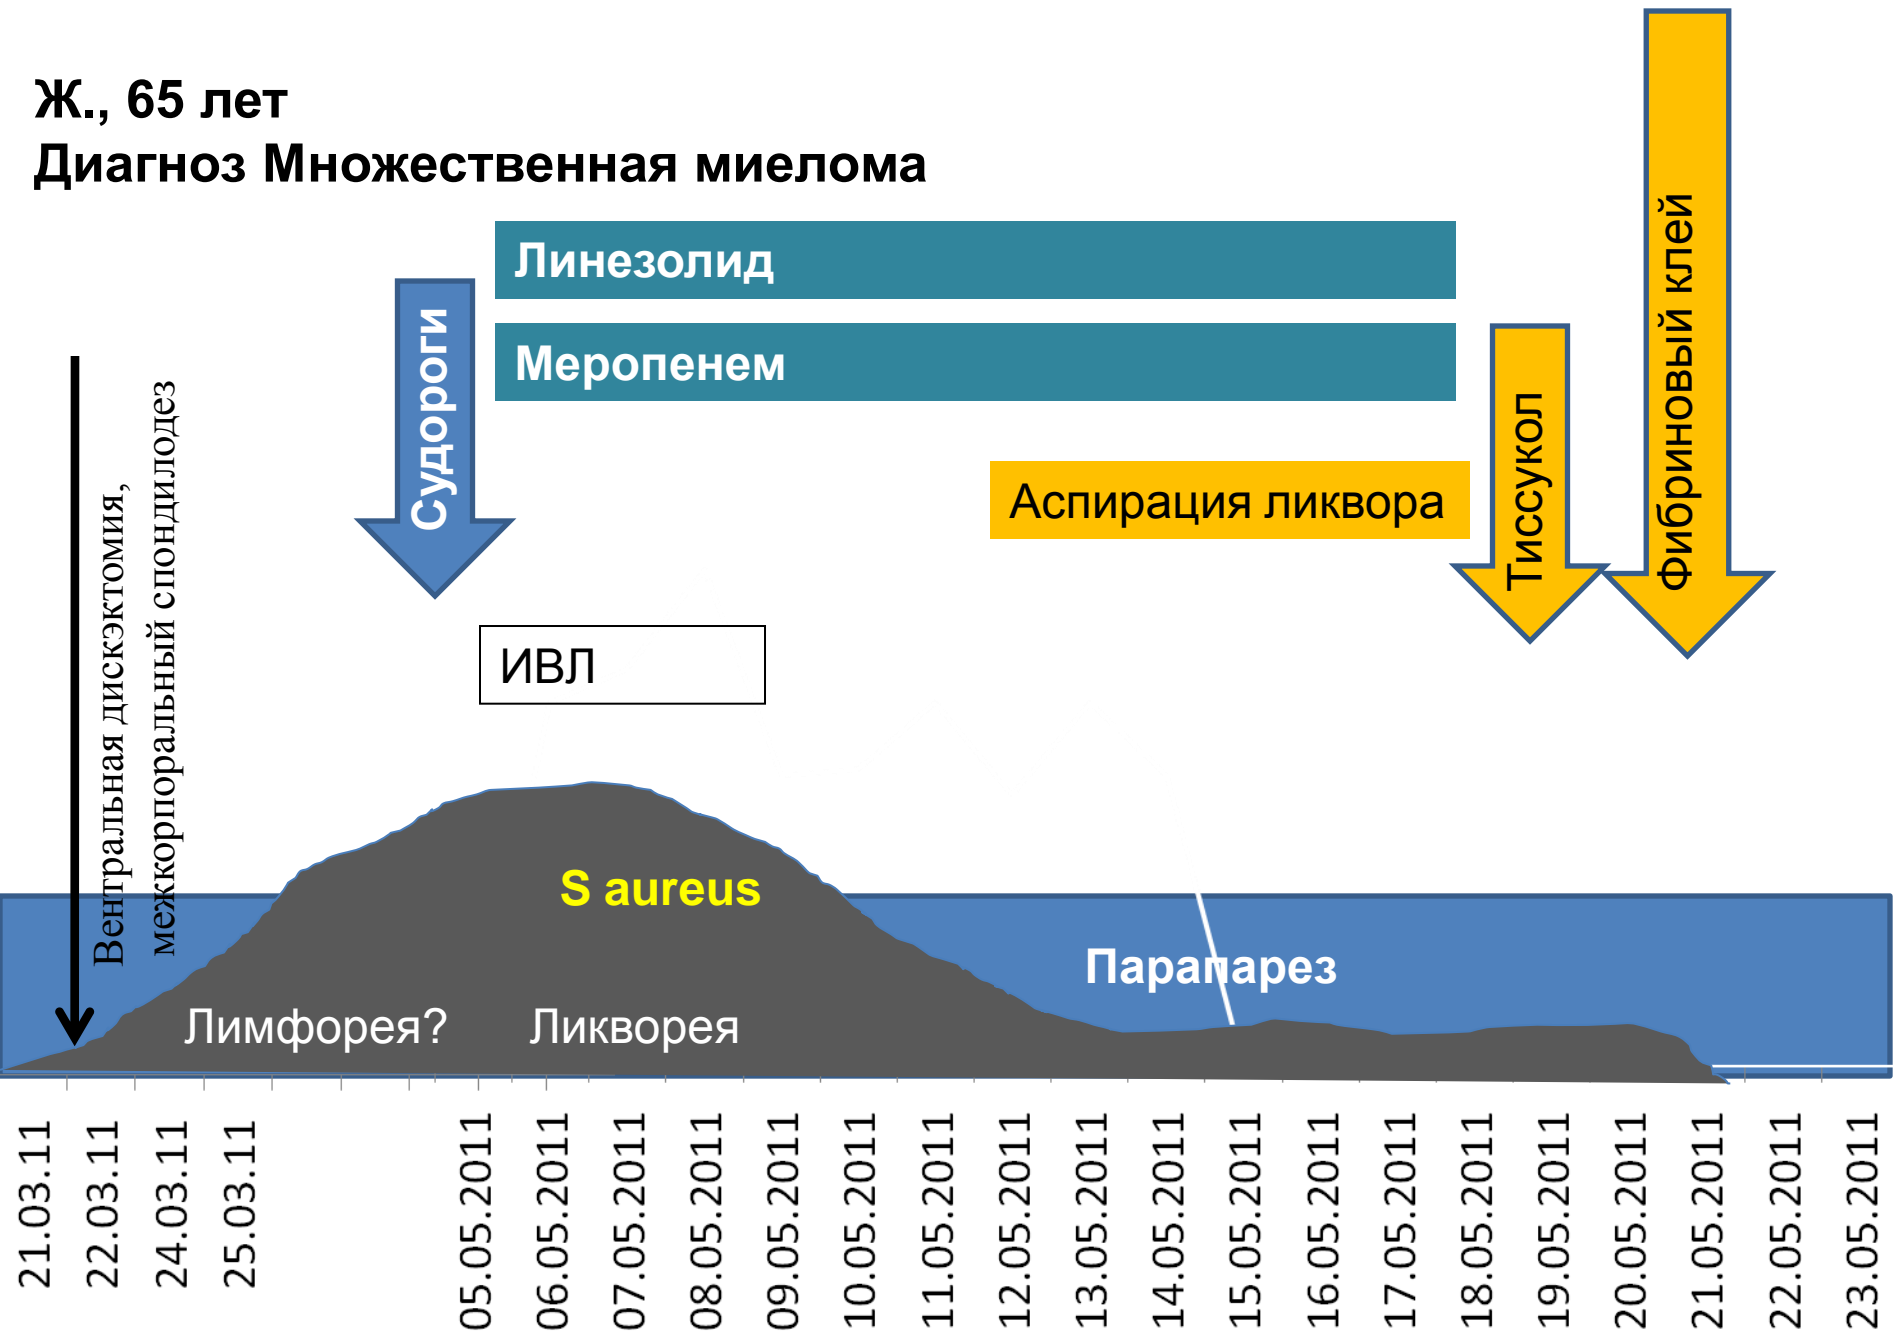 Ж., 65 лет
Диагноз Множественная миелома
Линезолид
Меропенем
Судороги
Аспирация ликвора
Тиссукол
Фибриновый клей
Вентральная дискэктомия,
межкорпоральный спондилодез
ИВЛ
S aureus
Парапарез
Лимфорея?
Ликворея
21.03.11
22.03.11
24.03.11
25.03.11
05.05.2011
06.05.2011
07.05.2011
08.05.2011
09.05.2011
10.05.2011
11.05.2011
12.05.2011
13.05.2011
14.05.2011
15.05.2011
16.05.2011
17.05.2011
18.05.2011
19.05.2011
20.05.2011
21.05.2011
22.05.2011
23.05.2011